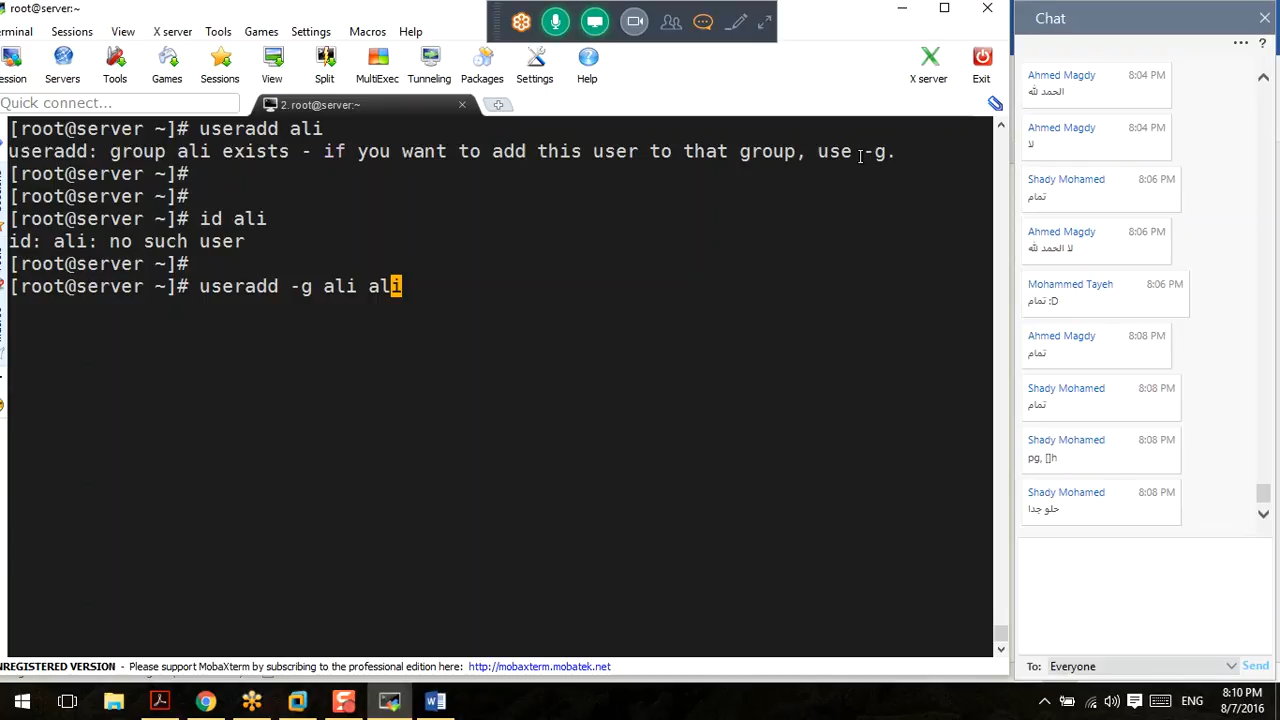 root@server:~
erminal Sessions View X server Tools Games Settings Macros Help
ession Servers Tools Games Sessions View Split MultiExec Tunneling Packages Settings Help X server Exit
Quick connect...
2. root@server:~
[root@server ~]# useradd ali
useradd: group ali exists - if you want to add this user to that group, use -g.
[root@server ~]#
[root@server ~]#
[root@server ~]# id ali
id: ali: no such user
[root@server ~]#
[root@server ~]# useradd -g ali ali
NREGISTERED VERSION - Please support MobaXterm by subscribing to the professional edition here: http://mobaxterm.mobatek.net
Chat
Ahmed Magdy 8:04 PM
الحمد لله
Ahmed Magdy 8:04 PM
لا
Shady Mohamed 8:06 PM
تمام
Ahmed Magdy 8:06 PM
لا الحمد لله
Mohammed Tayeh 8:06 PM
تمام :D
Ahmed Magdy 8:08 PM
تمام
Shady Mohamed 8:08 PM
تمام
Shady Mohamed 8:08 PM
pg, []h
Shady Mohamed 8:08 PM
حلو جدا
To: Everyone Send
ENG
8:10 PM
8/7/2016